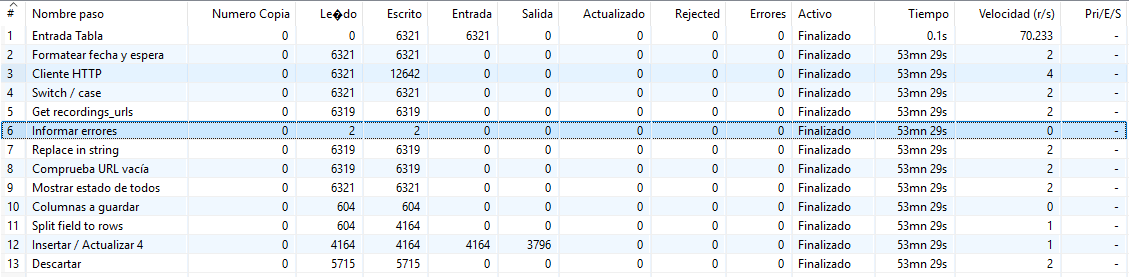 # Nombre paso Numero Copia Le�do Escrito Entrada Salida Actualizado Rejected Errores Activo Tiempo Velocidad (r/s) Pri/E/S
1 Entrada Tabla 0 0 6321 6321 0 0 0 0 Finalizado 0.1s 70.233 -
2 Formatear fecha y espera 0 6321 6321 0 0 0 0 0 Finalizado 53mn 29s 2 -
3 Cliente HTTP 0 6321 12642 0 0 0 0 0 Finalizado 53mn 29s 4 -
4 Switch / case 0 6321 6321 0 0 0 0 0 Finalizado 53mn 29s 2 -
5 Get recordings_urls 0 6319 6319 0 0 0 0 0 Finalizado 53mn 29s 2 -
6 Informar errores 0 2 2 0 0 0 0 0 Finalizado 53mn 29s 0 -
7 Replace in string 0 6319 6319 0 0 0 0 0 Finalizado 53mn 29s 2 -
8 Comprueba URL vacía 0 6319 6319 0 0 0 0 0 Finalizado 53mn 29s 2 -
9 Mostrar estado de todos 0 6321 6321 0 0 0 0 0 Finalizado 53mn 29s 2 -
10 Columnas a guardar 0 604 604 0 0 0 0 0 Finalizado 53mn 29s 0 -
11 Split field to rows 0 604 4164 0 0 0 0 0 Finalizado 53mn 29s 1 -
12 Insertar / Actualizar 4 0 4164 4164 4164 3796 0 0 0 Finalizado 53mn 29s 1 -
13 Descartar 0 5715 5715 0 0 0 0 0 Finalizado 53mn 29s 2 -